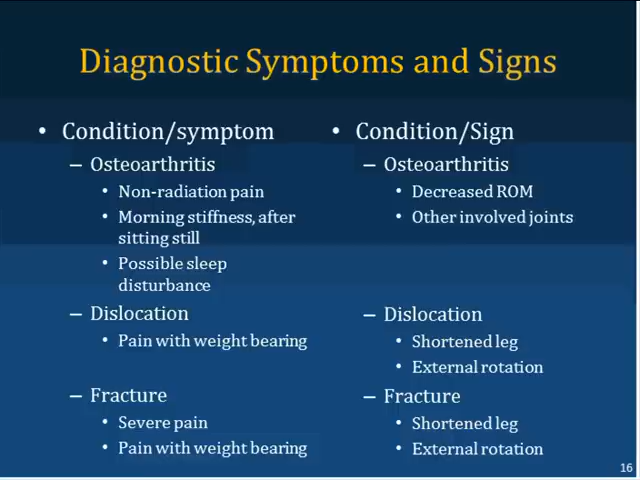 Diagnostic Symptoms and Signs
• Condition/symptom
– Osteoarthritis
• Non-radiation pain
• Morning stiffness, after
sitting still
• Possible sleep
disturbance
– Dislocation
• Pain with weight bearing
– Fracture
• Severe pain
• Pain with weight bearing
• Condition/Sign
– Osteoarthritis
• Decreased ROM
• Other involved joints
– Dislocation
• Shortened leg
• External rotation
– Fracture
• Shortened leg
• External rotation
16